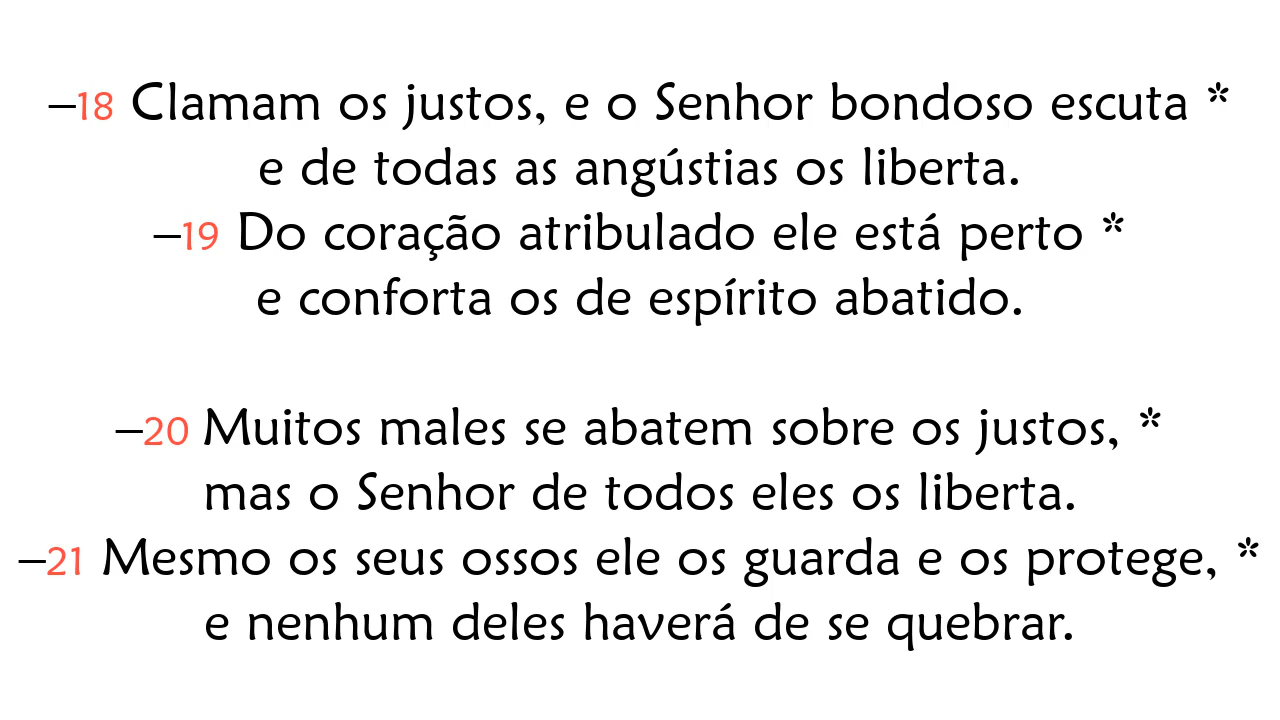 –18 Clamam os justos, e o Senhor bondoso escuta *
e de todas as angústias os liberta.
–19 Do coração atribulado ele está perto *
e conforta os de espírito abatido.
–20 Muitos males se abatem sobre os justos, *
mas o Senhor de todos eles os liberta.
–21 Mesmo os seus ossos ele os guarda e os protege, *
e nenhum deles haverá de se quebrar.